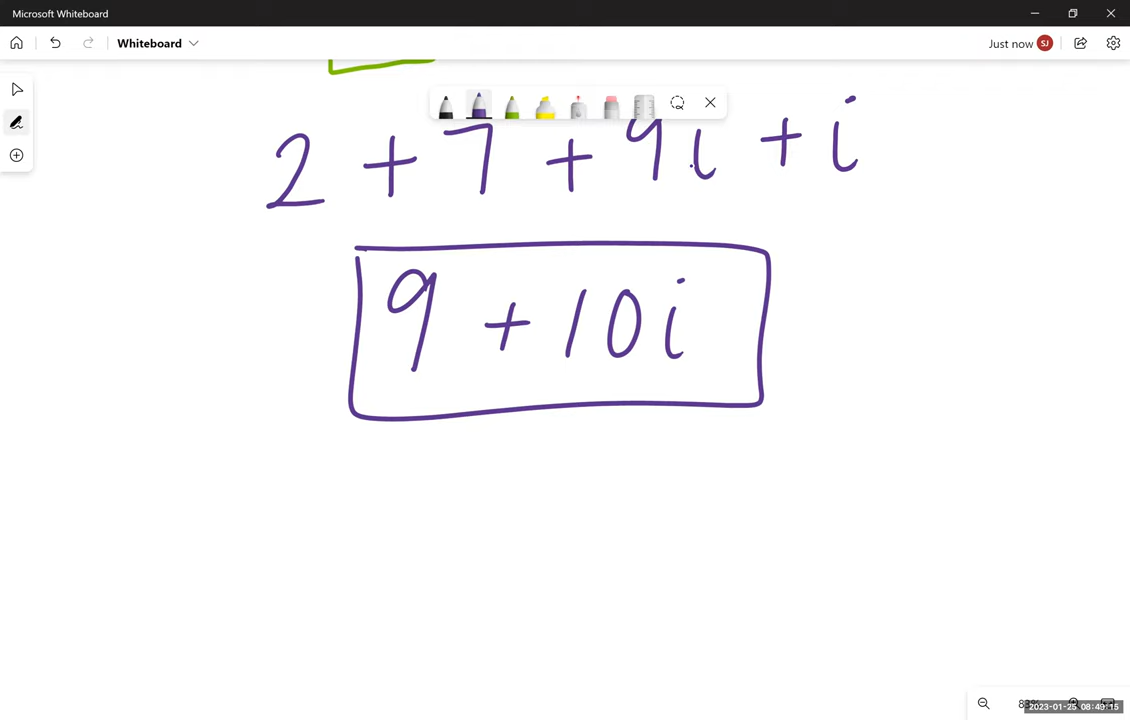 Microsoft Whiteboard
Whiteboard
Just now SJ
2 + 7 + 9i + i
9 + 10i
2023-01-25 08:49:15